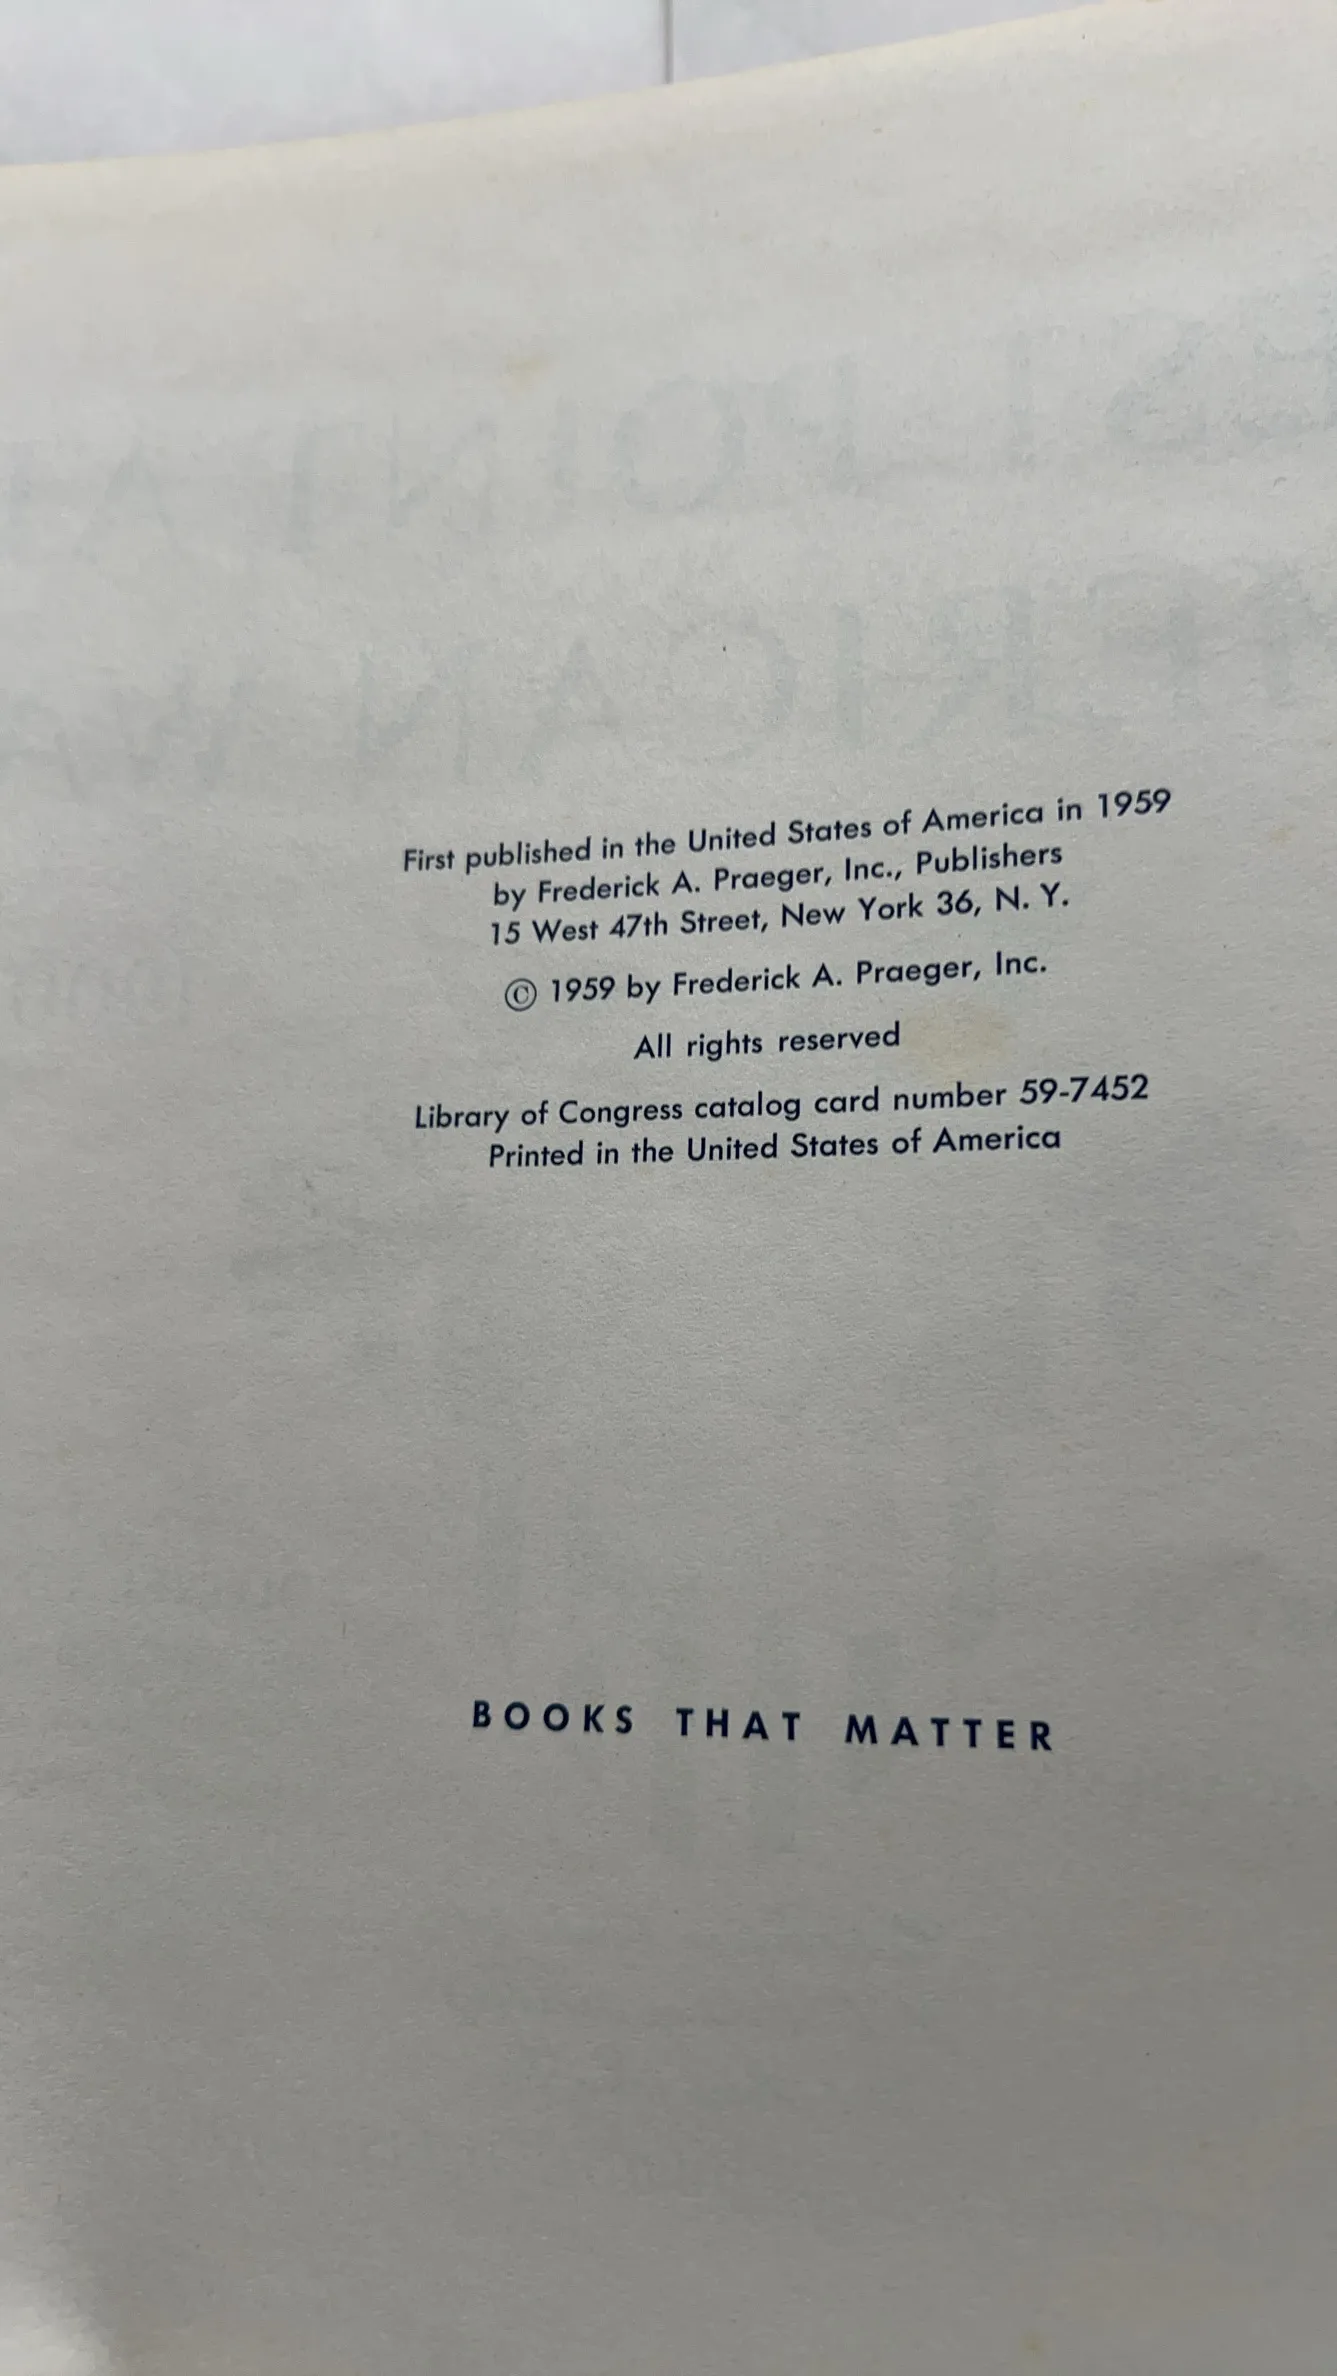 First published in the United States of America in 1959
by Frederick A. Praeger, Inc., Publishers
15 West 47th Street, New York 36, N. Y.
© 1959 by Frederick A. Praeger, Inc.
All rights reserved
Library of Congress catalog card number 59-7452
Printed in the United States of America
BOOKS THAT MATTER